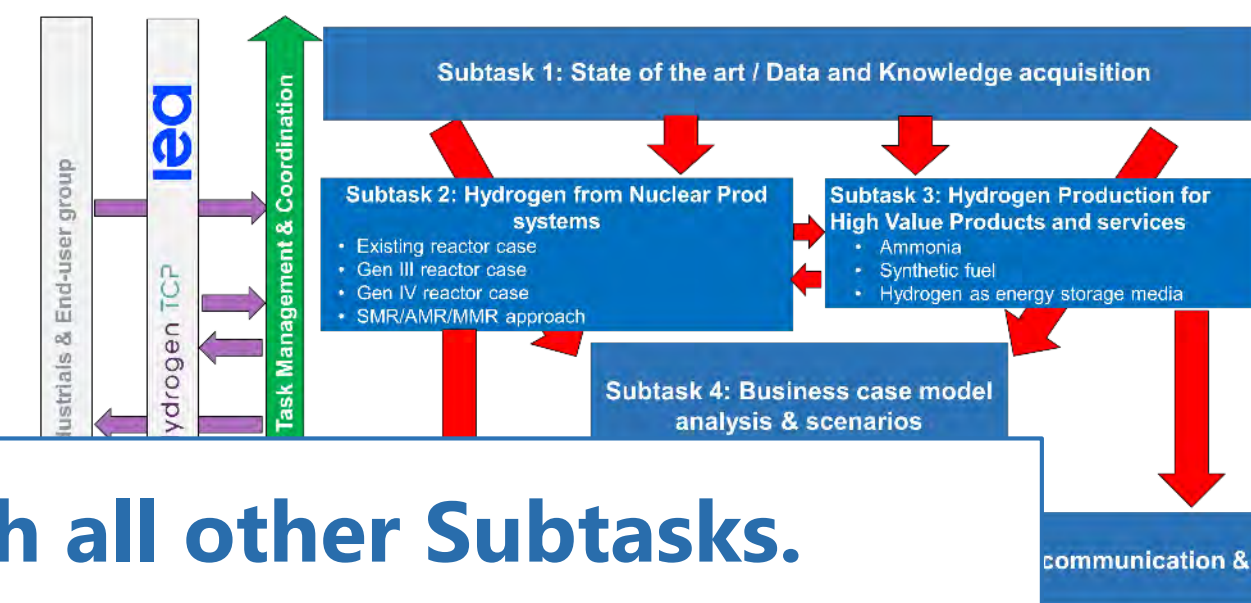 Subtask 1: State of the art / Data and Knowledge acquisition
Subtask 2: Hydrogen from Nuclear Prod
systems
• Existing reactor case
• Gen III reactor case
• Gen IV reactor case
• SMR/AMR/MMR approach
Subtask 3: Hydrogen Production for
High Value Products and services
• Ammonia
• Synthetic fuel
• Hydrogen as energy storage media
Subtask 4: Business case model
analysis & scenarios
communication &
h all other Subtasks.
Task Management & Coordination
iea
ydrogen TCP
ustrials & End-user group